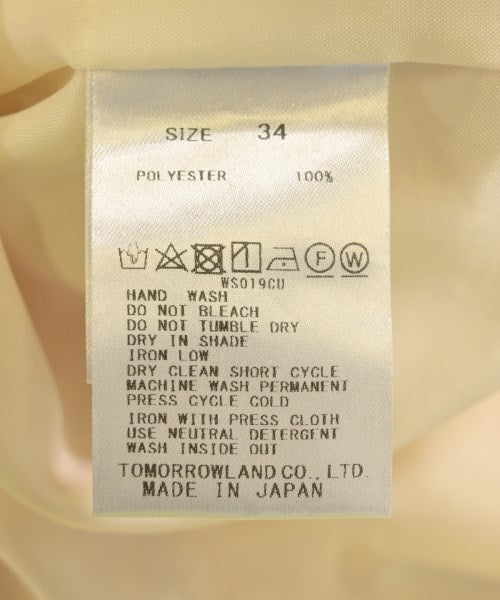 SIZE 34
POLYESTER 100%
F W
WS019CU
HAND WASH
DO NOT BLEACH
DO NOT TUMBLE DRY
DRY IN SHADE
IRON LOW
DRY CLEAN SHORT CYCLE
MACHINE WASH PERMANENT
PRESS CYCLE COLD
IRON WITH PRESS CLOTH
USE NEUTRAL DETERGENT
WASH INSIDE OUT
TOMORROWLAND CO., LTD.
MADE IN JAPAN